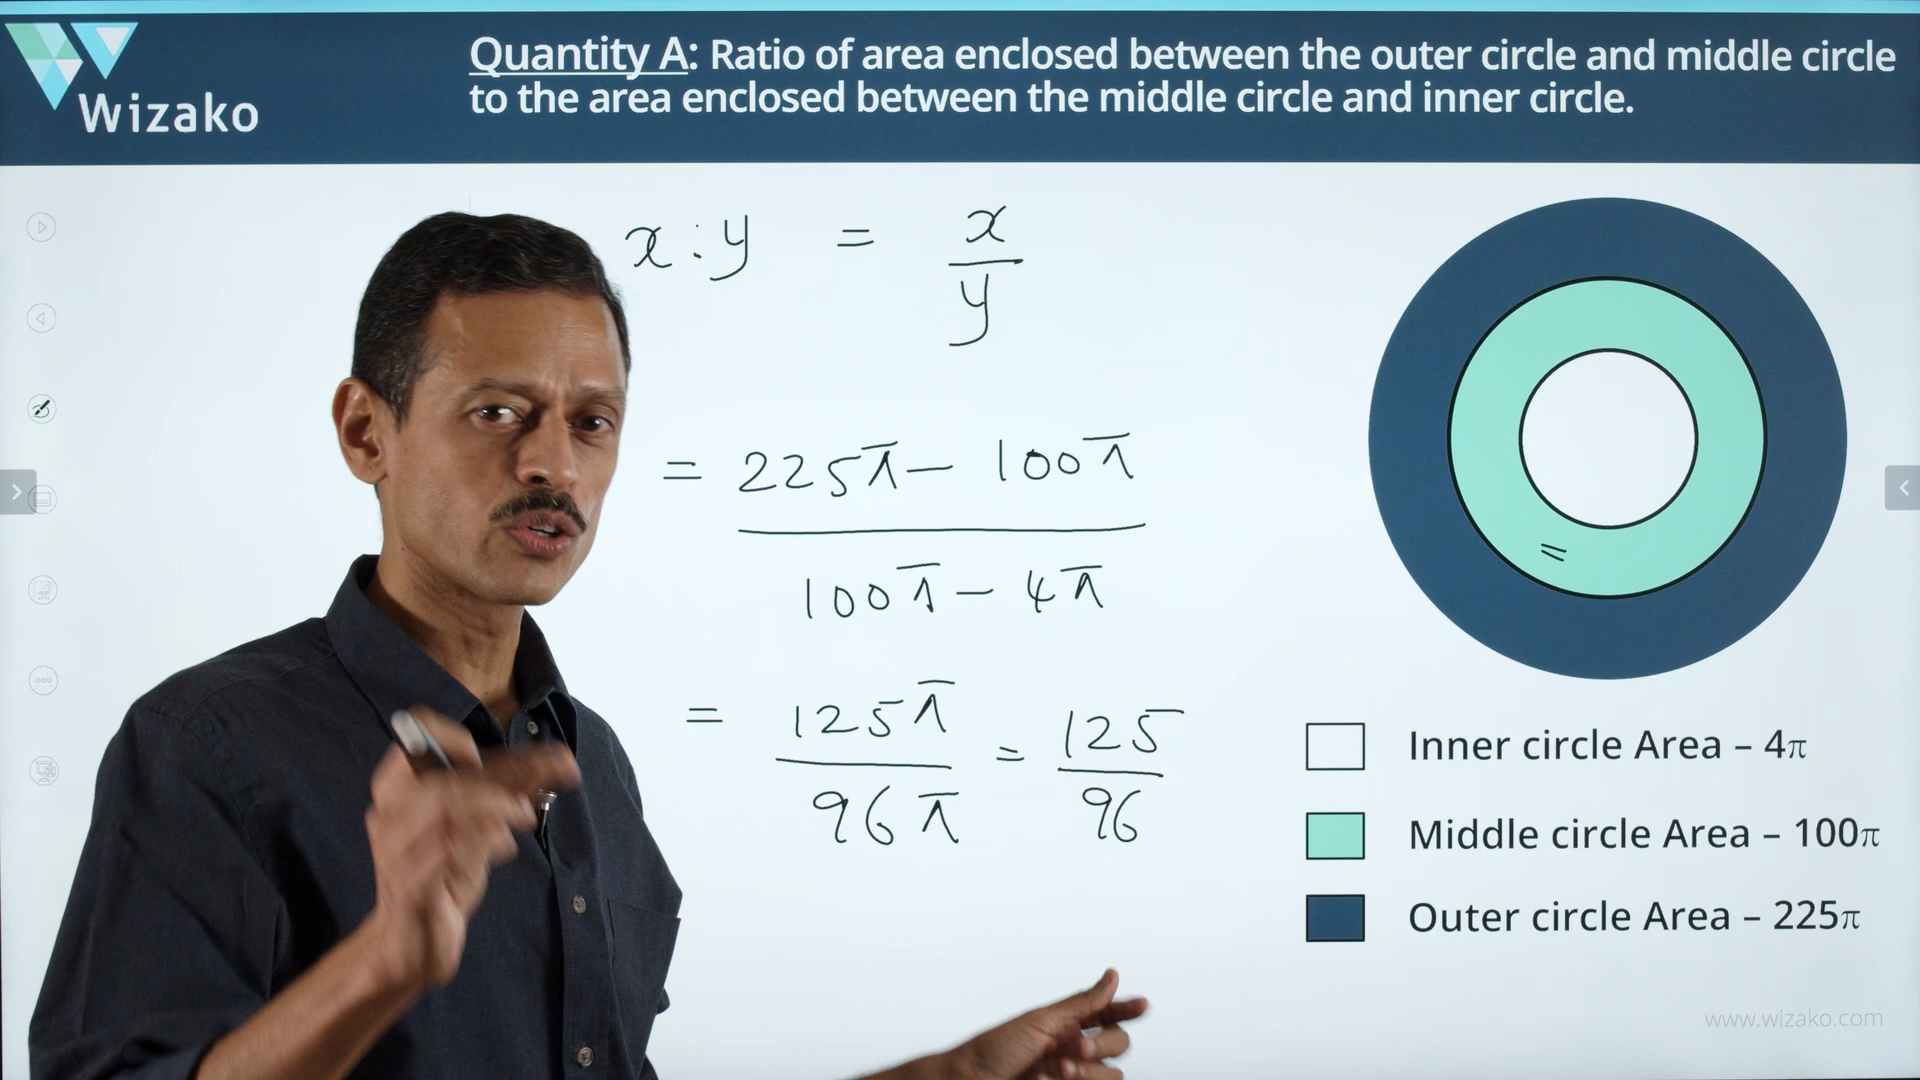 Wizako
Quantity A: Ratio of area enclosed between the outer circle and middle circle
to the area enclosed between the middle circle and inner circle.
x : y = x/y
= 225π – 100π
100π – 4π
= 125π/96π = 125/96
=
Inner circle Area – 4π
Middle circle Area – 100π
Outer circle Area – 225π
www.wizako.com